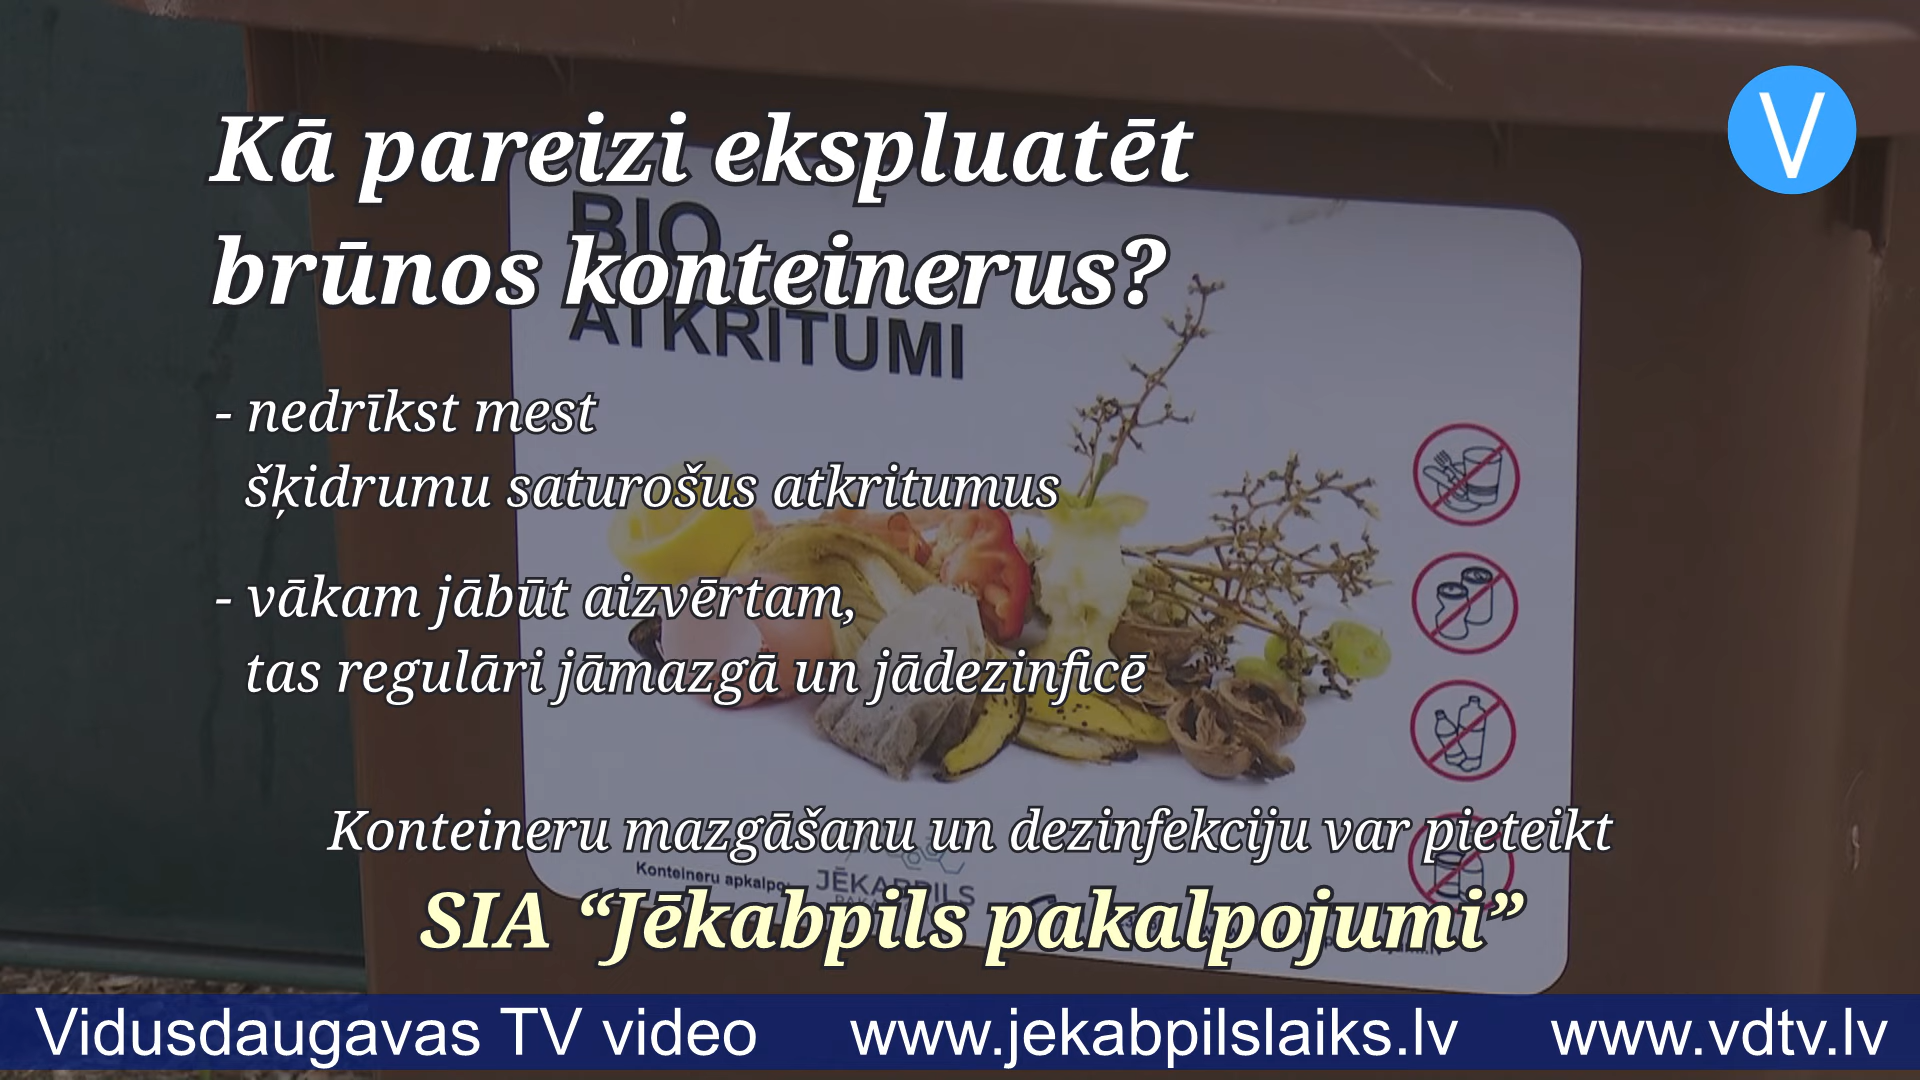 V
Kā pareizi ekspluatēt
brūnos konteinerus?
BIO
ATKRITUMI
- nedrīkst mest
šķidrumu saturošus atkritumus
- vākam jābūt aizvērtam,
tas regulāri jāmazgā un jādezinficē
Konteineru mazgāšanu un dezinfekciju var pieteikt
Konteineru
JĒKABPILS
SIA “Jēkabpils pakalpojumi”
Vidusdaugavas TV video www.jekabpilslaiks.lv www.vdtv.lv